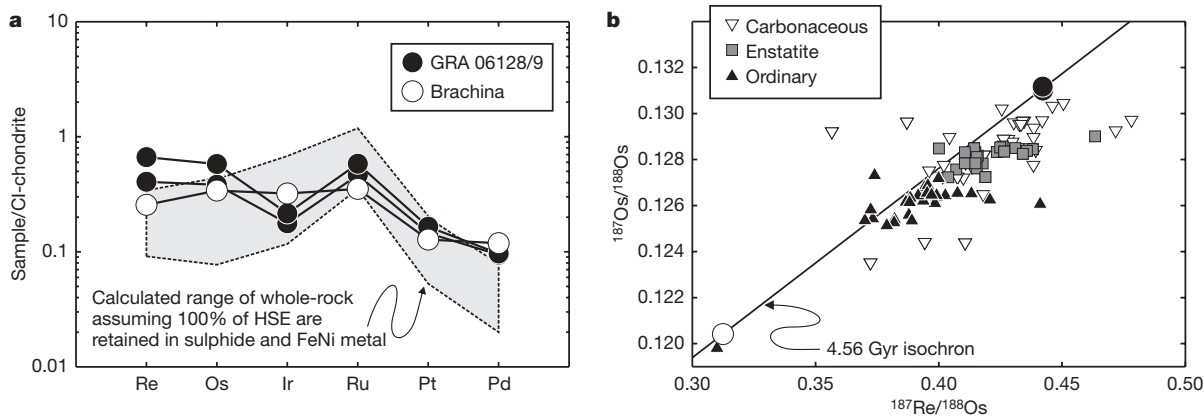 a
10
1
0.1
0.01
Sample/CI-chondrite
GRA 06128/9
Brachina
Calculated range of whole-rock
assuming 100% of HSE are
retained in sulphide and FeNi metal
Re Os Ir Ru Pt Pd
b
Carbonaceous
Enstatite
Ordinary
0.132
0.130
0.128
0.126
0.124
0.122
0.120
187Os/188Os
4.56 Gyr isochron
0.30 0.35 0.40 0.45 0.50
187Re/188Os